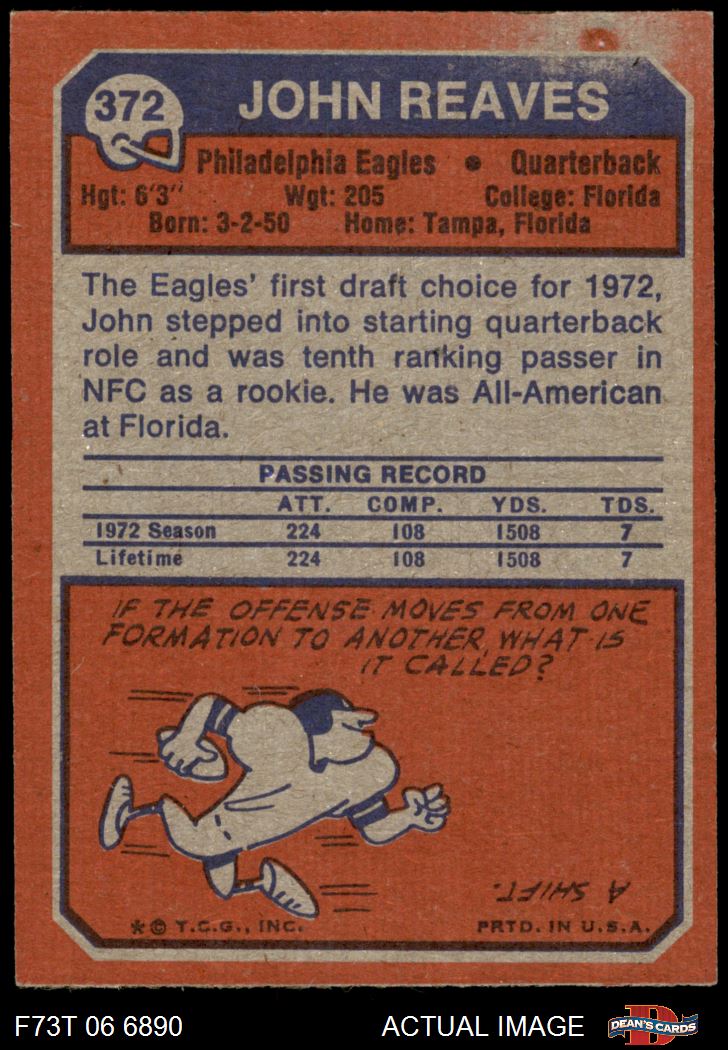 372
JOHN REAVES
Philadelphia Eagles • Quarterback
Hgt: 6'3" Wgt: 205 College: Florida
Born: 3-2-50 Home: Tampa, Florida
The Eagles' first draft choice for 1972,
John stepped into starting quarterback
role and was tenth ranking passer in
NFC as a rookie. He was All-American
at Florida.
PASSING RECORD
ATT. COMP. YDS. TDS.
1972 Season 224 108 1508 7
Lifetime 224 108 1508 7
IF THE OFFENSE MOVES FROM ONE
FORMATION TO ANOTHER, WHAT IS
IT CALLED?
A SHIFT.
*© T.C.G., INC. PRTD. IN U.S.A.
F73T 06 6890 ACTUAL IMAGE DEAN'S CARDS